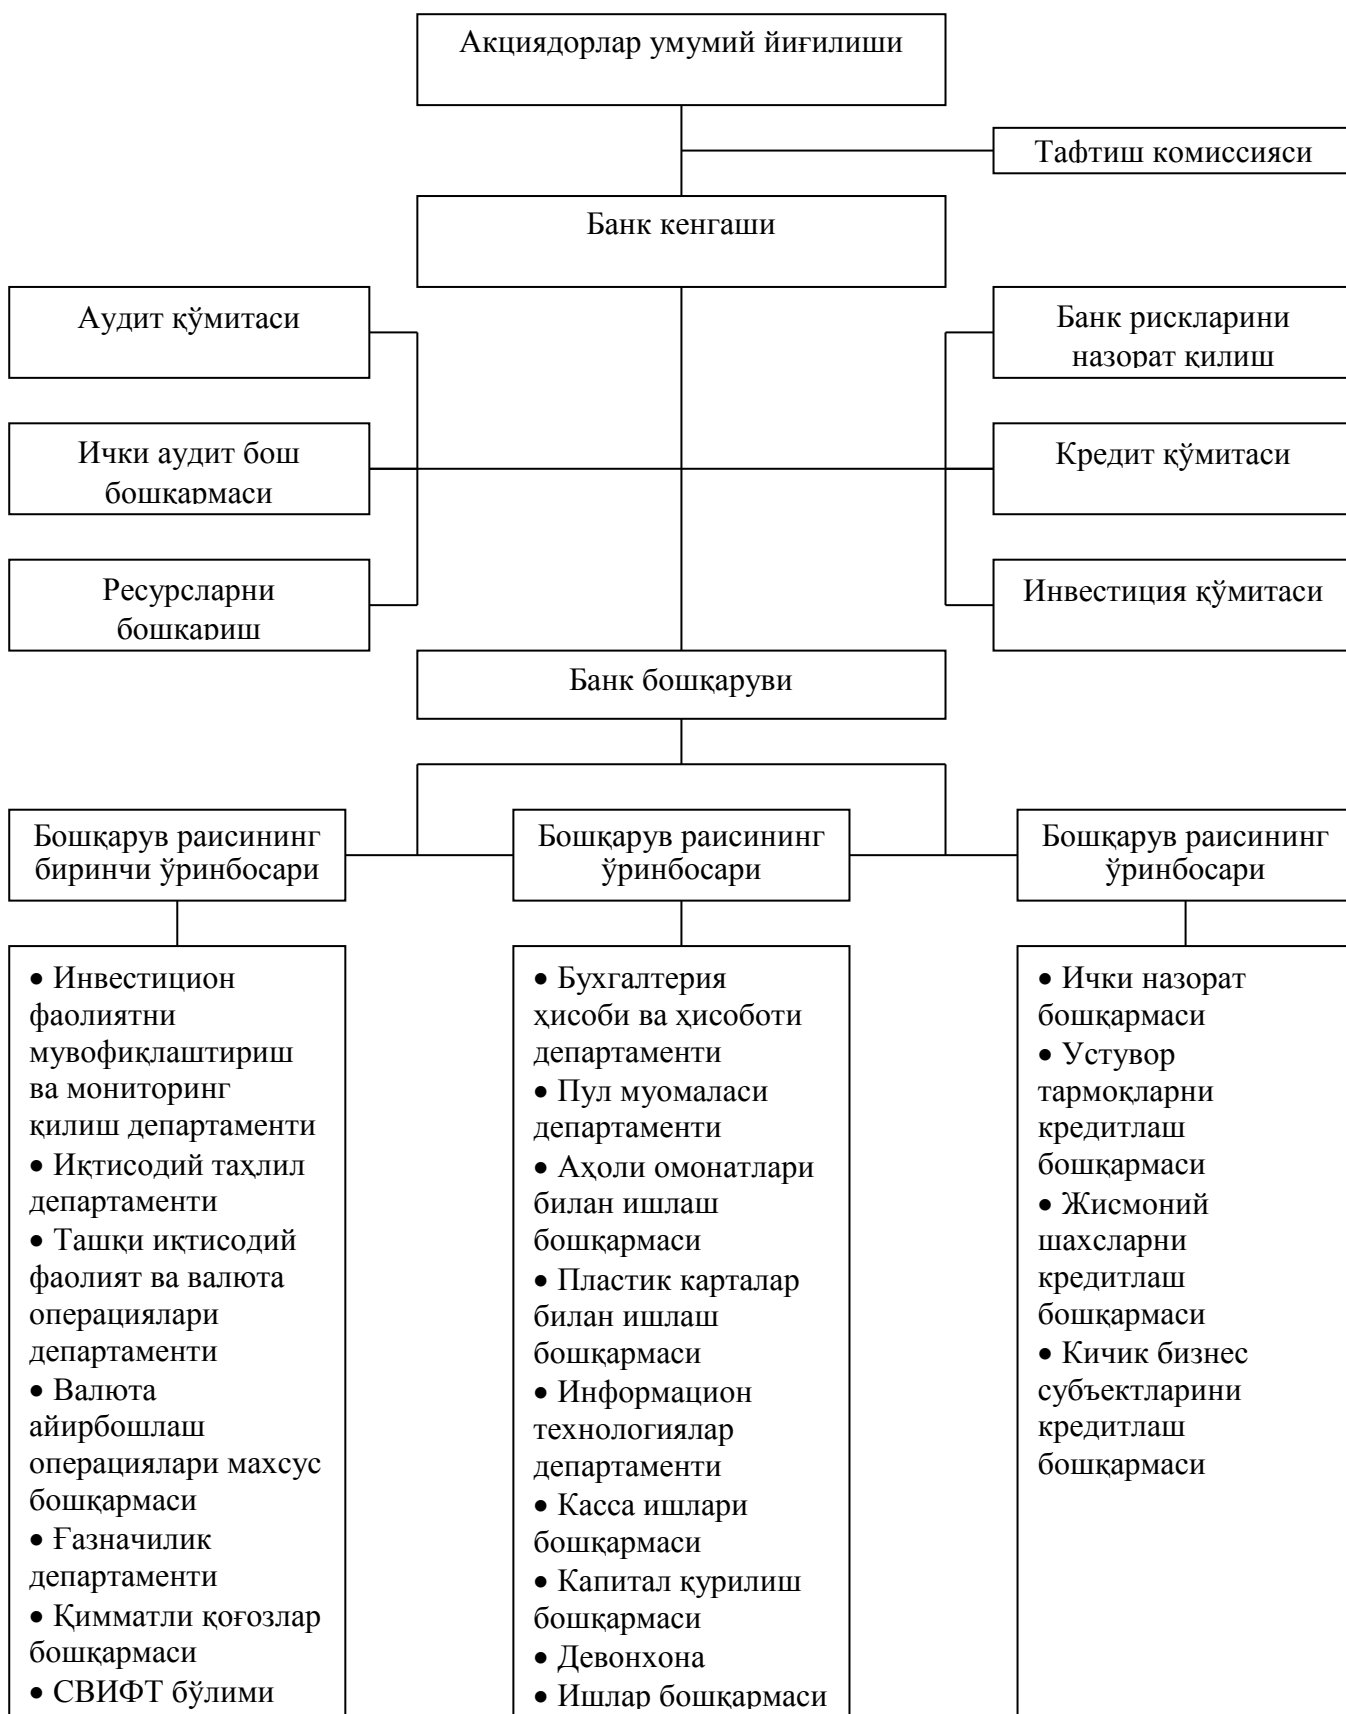 Акциядорлар умумий йиғилиши
Тафтиш комиссияси
Банк кенгаши
Аудит қўмитаси
Банк рискларини
назорат қилиш
Ички аудит бош
бошқармаси
Кредит қўмитаси
Ресурсларни
бошқариш
Инвестиция қўмитаси
Банк бошқаруви
Бошқарув раисининг
биринчи ўринбосари
Бошқарув раисининг
ўринбосари
Бошқарув раисининг
ўринбосари
• Инвестицион
фаолиятни
мувофиқлаштириш
ва мониторинг
қилиш департаменти
• Иқтисодий таҳлил
департаменти
• Ташқи иқтисодий
фаолият ва валюта
операциялари
департаменти
• Валюта
айирбошлаш
операциялари махсус
бошқармаси
• Ғазначилик
департаменти
• Қимматли қоғозлар
бошқармаси
• СВИФТ бўлими
• Бухгалтерия
ҳисоби ва ҳисоботи
департаменти
• Пул муомаласи
департаменти
• Аҳоли омонатлари
билан ишлаш
бошқармаси
• Пластик карталар
билан ишлаш
бошқармаси
• Информацион
технологиялар
департаменти
• Касса ишлари
бошқармаси
• Капитал қурилиш
бошқармаси
• Девонхона
• Ишлар бошқармаси
• Ички назорат
бошқармаси
• Устувор
тармоқларни
кредитлаш
бошқармаси
• Жисмоний
шахсларни
кредитлаш
бошқармаси
• Кичик бизнес
субъектларини
кредитлаш
бошқармаси